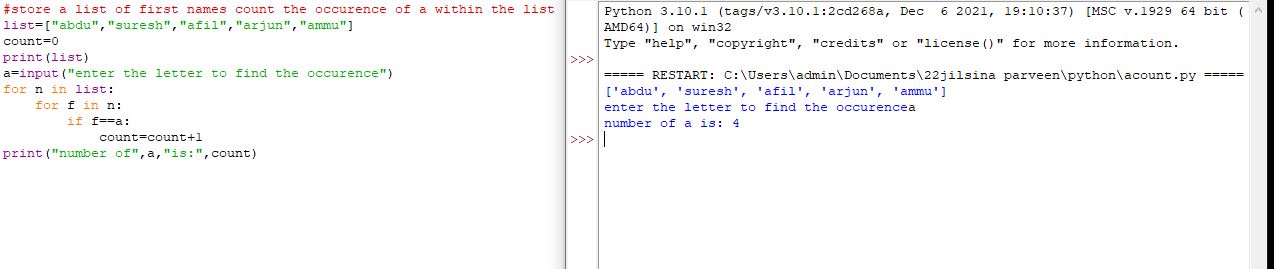 #store a list of first names count the occurence of a within the list
list=["abdu","suresh","afil","arjun","ammu"]
count=0
print(list)
a=input("enter the letter to find the occurence")
for n in list:
    for f in n:
        if f==a:
            count=count+1
print("number of",a,"is:",count)
Python 3.10.1 (tags/v3.10.1:2cd268a, Dec  6 2021, 19:10:37) [MSC v.1929 64 bit (
AMD64)] on win32
Type "help", "copyright", "credits" or "license()" for more information.
>>>
===== RESTART: C:\Users\admin\Documents\22jilsina parveen\python\acount.py =====
['abdu', 'suresh', 'afil', 'arjun', 'ammu']
enter the letter to find the occurencea
number of a is: 4
>>>